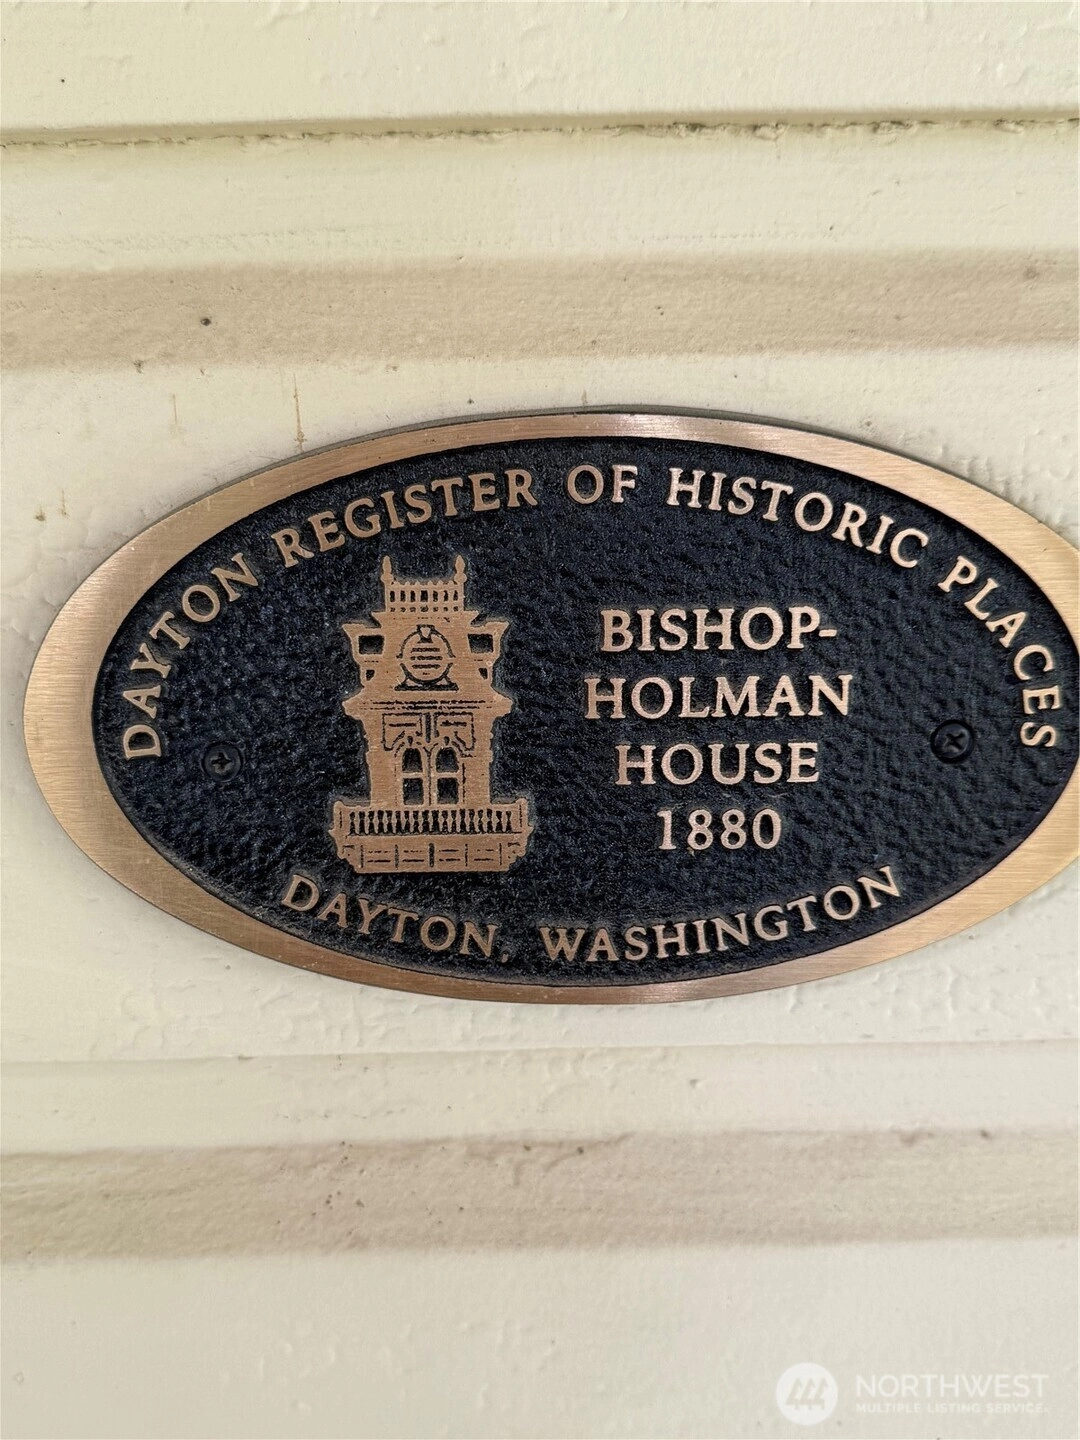 DAYTON REGISTER OF HISTORIC PLACES
BISHOP-
HOLMAN
HOUSE
1880
DAYTON, WASHINGTON
NORTHWEST
MULTIPLE LISTING SERVICE